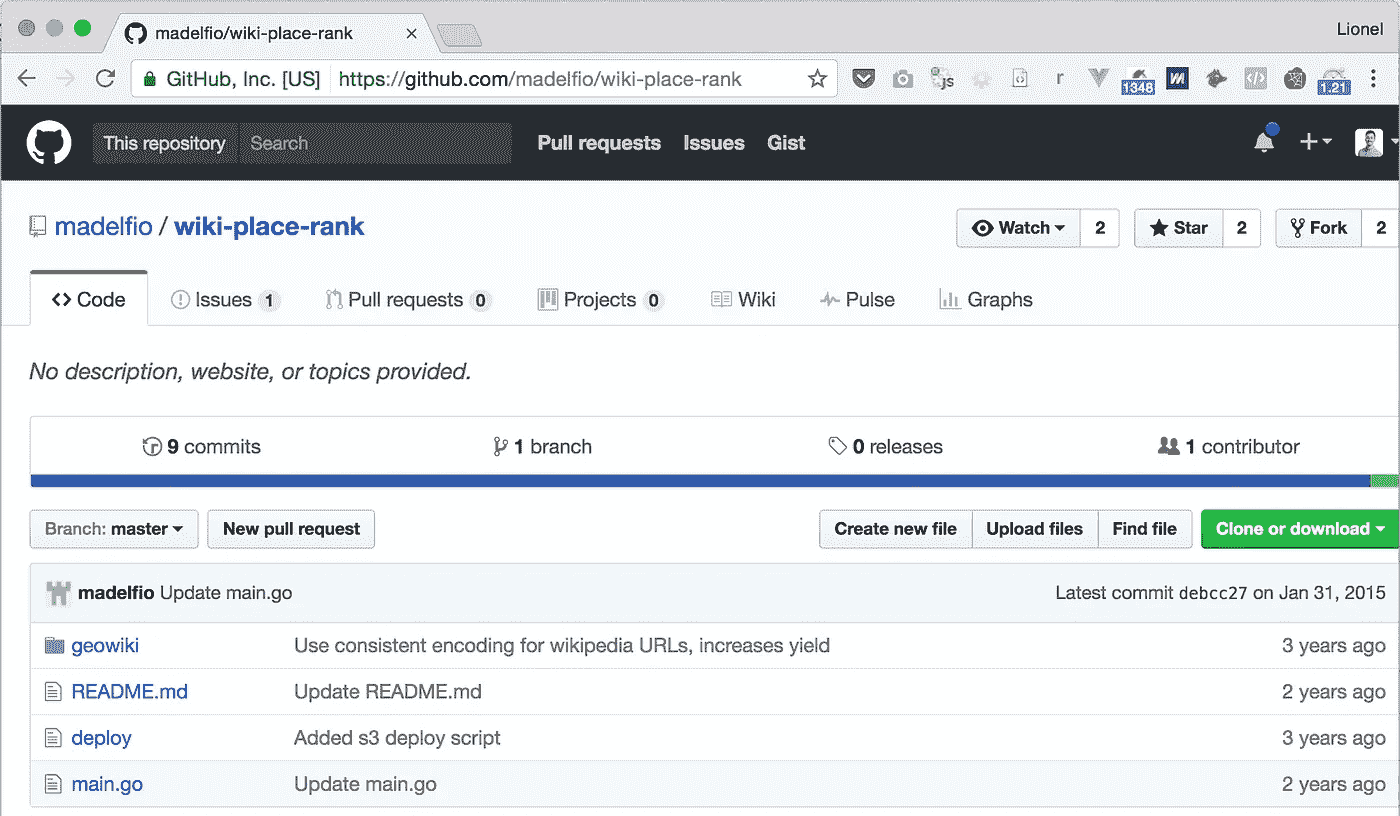 madelfio/wiki-place-rank
Lionel
GitHub, Inc. [US] https://github.com/madelfio/wiki-place-rank
js r 1348 1.21
This repository Search Pull requests Issues Gist
madelfio / wiki-place-rank Watch 2 Star 2 Fork 2
Code Issues 1 Pull requests 0 Projects 0 Wiki Pulse Graphs
No description, website, or topics provided.
9 commits 1 branch 0 releases 1 contributor
Branch: master New pull request Create new file Upload files Find file Clone or download
madelfio Update main.go Latest commit debcc27 on Jan 31, 2015
geowiki Use consistent encoding for wikipedia URLs, increases yield 3 years ago
README.md Update README.md 2 years ago
deploy Added s3 deploy script 3 years ago
main.go Update main.go 2 years ago